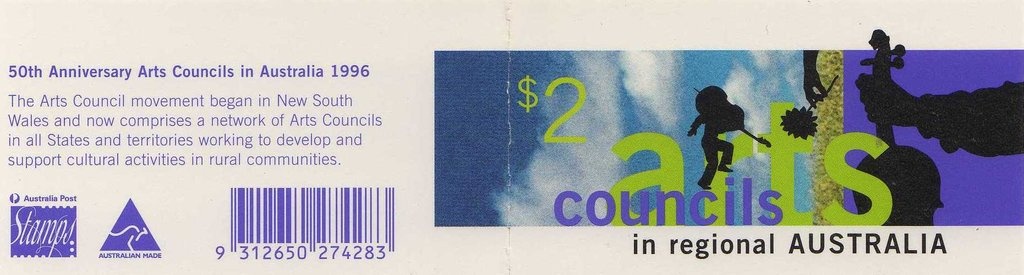 50th Anniversary Arts Councils in Australia 1996
The Arts Council movement began in New South
Wales and now comprises a network of Arts Councils
in all States and territories working to develop and
support cultural activities in rural communities.
Australia Post
Stamps!
AUSTRALIAN MADE
9 312650 274283
$2
arts
councils
in regional AUSTRALIA